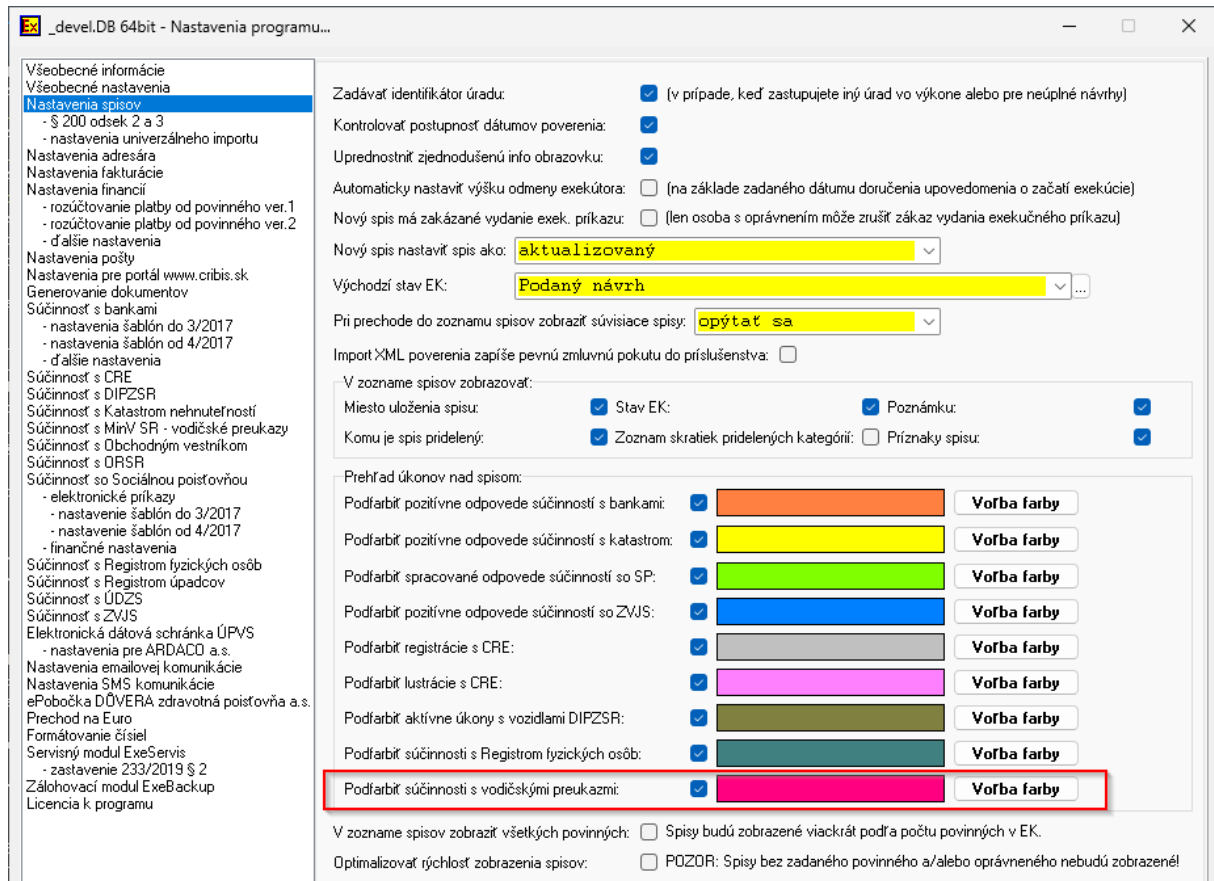 Ex _devel.DB 64bit - Nastavenia programu...
Všeobecné informácie
Všeobecné nastavenia
Nastavenia spisov
- § 200 odsek 2 a 3
- nastavenia univerzálneho importu
Nastavenia adresára
Nastavenia fakturácie
Nastavenia financií
- rozúčtovanie platby od povinného ver.1
- rozúčtovanie platby od povinného ver.2
- ďalšie nastavenia
Nastavenia pošty
Nastavenia pre portál www.cribis.sk
Generovanie dokumentov
Súčinnosť s bankami
- nastavenia šablón do 3/2017
- nastavenia šablón od 4/2017
- ďalšie nastavenia
Súčinnosť s CRE
Súčinnosť s DIPZSR
Súčinnosť s Katastrom nehnuteľností
Súčinnosť s MinV SR - vodičské preukazy
Súčinnosť s Obchodným vestníkom
Súčinnosť s ORSR
Súčinnosť so Sociálnou poisťovňou
- elektronické príkazy
- nastavenie šablón do 3/2017
- nastavenie šablón od 4/2017
- finančné nastavenia
Súčinnosť s Registrom fyzických osôb
Súčinnosť s Registrom úpadcov
Súčinnosť s ÚDZS
Súčinnosť s ZVJS
Elektronická dátová schránka ÚPVS
- nastavenia pre ARDACO a.s.
Nastavenia emailovej komunikácie
Nastavenia SMS komunikácie
ePobočka DÔVERA zdravotná poisťovňa a.s.
Prechod na Euro
Formátovanie čísiel
Servisný modul ExeServis
- zastavenie 233/2019 § 2
Zálohovací modul ExeBackup
Licencia k programu
Zadávať identifikátor úradu: (v prípade, keď zastupujete iný úrad vo výkone alebo pre neúplné návrhy)
Kontrolovať postupnosť dátumov poverenia:
Uprednostniť zjednodušenú info obrazovku:
Automaticky nastaviť výšku odmeny exekútora: (na základe zadaného dátumu doručenia upovedomenia o začatí exekúcie)
Nový spis má zakázané vydanie exek. príkazu: (len osoba s oprávnením môže zrušiť zákaz vydania exekučného príkazu)
Nový spis nastaviť spis ako: aktualizovaný
Východzí stav EK: Podaný návrh ...
Pri prechode do zoznamu spisov zobraziť súvisiace spisy: opýtať sa
Import XML poverenia zapíše pevnú zmluvnú pokutu do príslušenstva:
V zozname spisov zobrazovať:
Miesto uloženia spisu: Stav EK: Poznámku:
Komu je spis pridelený: Zoznam skratiek pridelených kategórií: Príznaky spisu:
Prehľad úkonov nad spisom:
Podfarbiť pozitívne odpovede súčinností s bankami: Voľba farby
Podfarbiť pozitívne odpovede súčinností s katastrom: Voľba farby
Podfarbiť spracované odpovede súčinností so SP: Voľba farby
Podfarbiť pozitívne odpovede súčinností so ZVJS: Voľba farby
Podfarbiť registrácie s CRE: Voľba farby
Podfarbiť lustrácie s CRE: Voľba farby
Podfarbiť aktívne úkony s vozidlami DIPZSR: Voľba farby
Podfarbiť súčinnosti s Registrom fyzických osôb: Voľba farby
Podfarbiť súčinnosti s vodičskými preukazmi: Voľba farby
V zozname spisov zobraziť všetkých povinných: Spisy budú zobrazené viackrát podľa počtu povinných v EK.
Optimalizovať rýchlosť zobrazenia spisov: POZOR: Spisy bez zadaného povinného a/alebo oprávneného nebudú zobrazené!